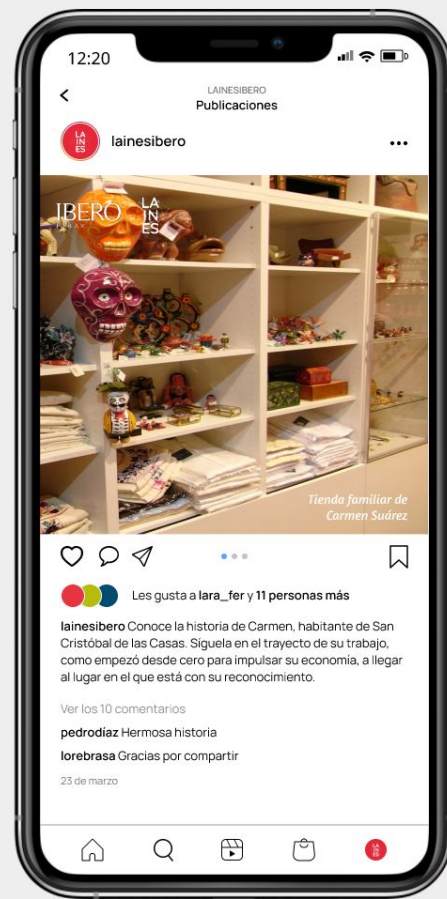 12:20
LAINESIBERO
Publicaciones
LA
IN
ES
lainesibero
IBERO
LA
IN
ES
Tienda familiar de
Carmen Suárez
Les gusta a lara_fer y 11 personas más
lainesibero Conoce la historia de Carmen, habitante de San
Cristóbal de las Casas. Síguela en el trayecto de su trabajo,
como empezó desde cero para impulsar su economía, a llegar
al lugar en el que está con su reconocimiento.
Ver los 10 comentarios
pedrodíaz Hermosa historia
lorebrasa Gracias por compartir
23 de marzo